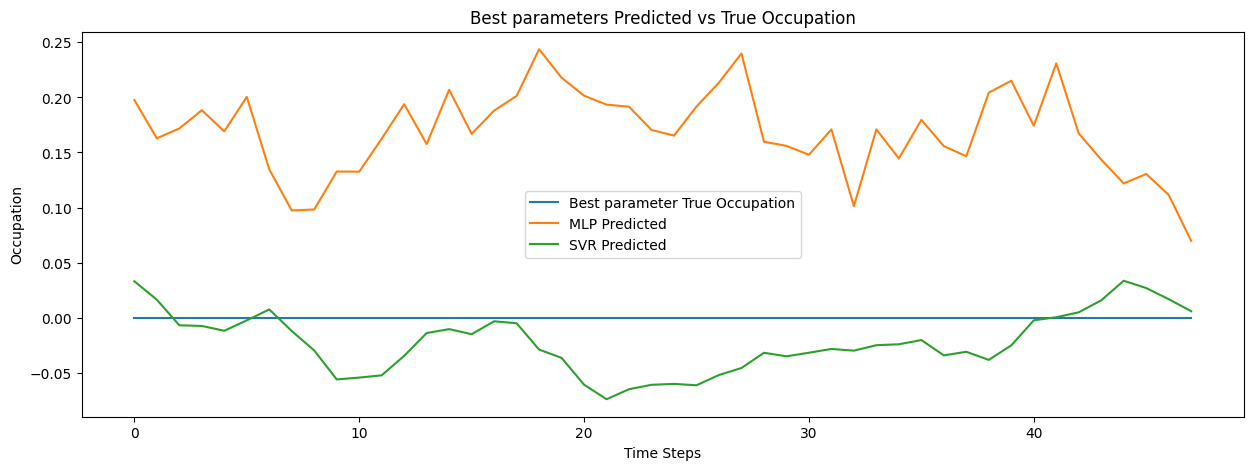 Best parameters Predicted vs True Occupation
0.25
0.20
0.15
0.10
0.05
0.00
−0.05
Occupation
Best parameter True Occupation
MLP Predicted
SVR Predicted
0 10 20 30 40
Time Steps